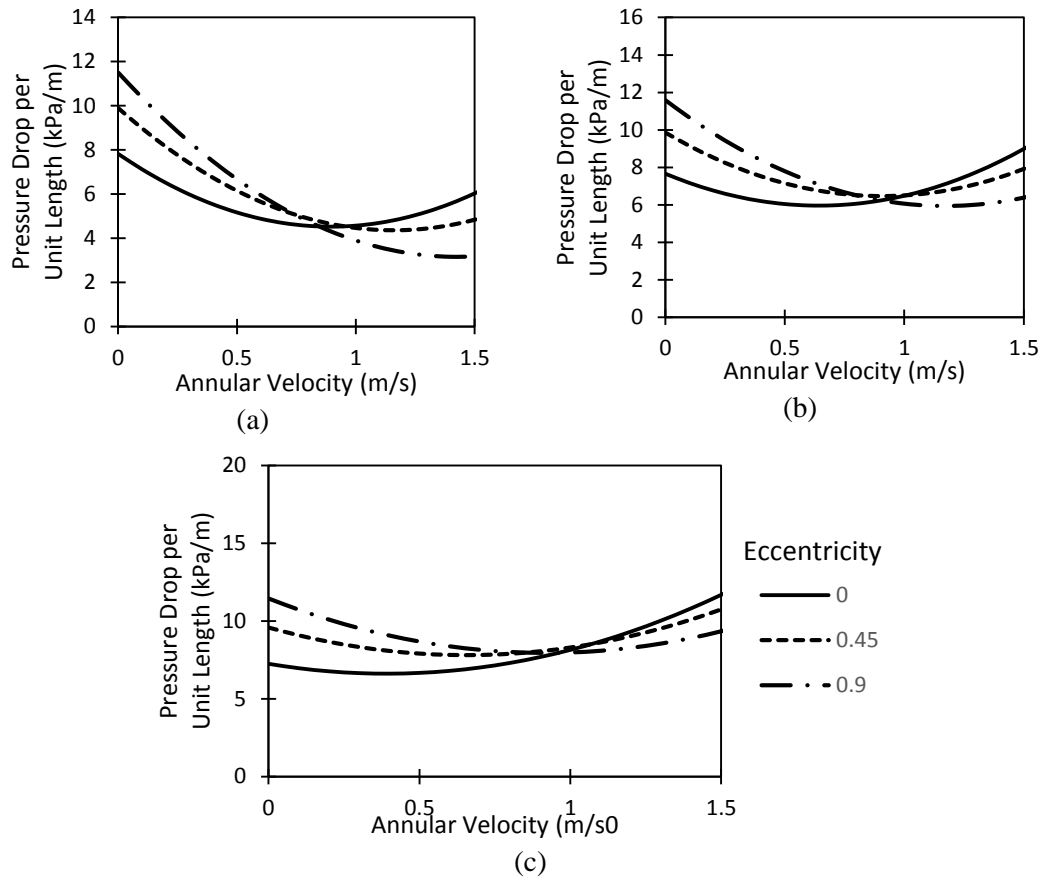 Pressure Drop per
Unit Length (kPa/m)
14
12
10
8
6
4
2
0
0 0.5 1 1.5
Annular Velocity (m/s)
(a)
Pressure Drop per
Unit Length (kPa/m)
16
14
12
10
8
6
4
2
0
0 0.5 1 1.5
Annular Velocity (m/s)
(b)
Pressure Drop per
Unit Length (kPa/m)
20
15
10
5
0
0 0.5 1 1.5
Annular Velocity (m/s0
(c)
Eccentricity
0
0.45
0.9